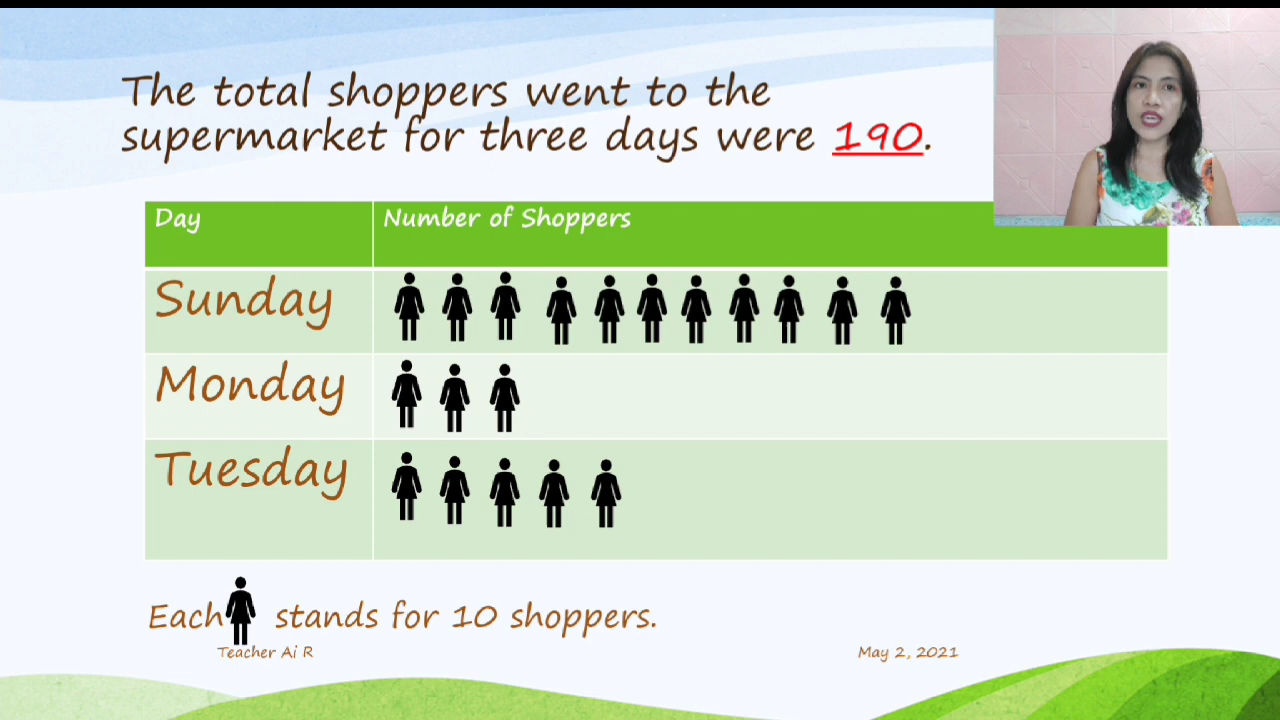 The total shoppers went to the
supermarket for three days were 190.
Day Number of Shoppers
Sunday
Monday
Tuesday
Each stands for 10 shoppers.
Teacher Ai R May 2, 2021